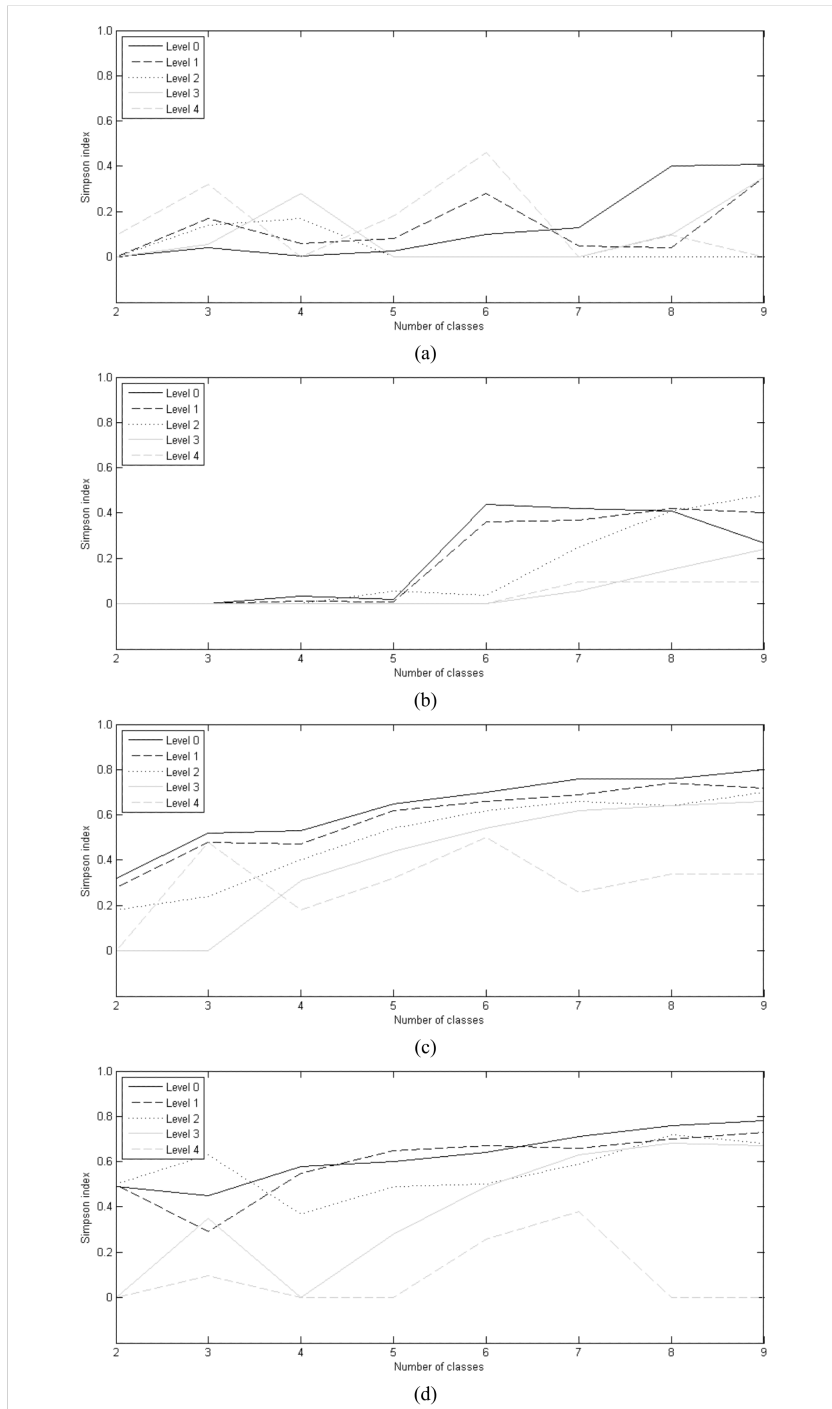 1.0
0.8
0.6
0.4
0.2
0
Simpson index
Level 0
Level 1
Level 2
Level 3
Level 4
2 3 4 5 6 7 8 9
Number of classes
(a)
1.0
0.8
0.6
0.4
0.2
0
Simpson index
Level 0
Level 1
Level 2
Level 3
Level 4
2 3 4 5 6 7 8 9
Number of classes
(b)
1.0
0.8
0.6
0.4
0.2
0
Simpson index
Level 0
Level 1
Level 2
Level 3
Level 4
2 3 4 5 6 7 8 9
Number of classes
(c)
1.0
0.8
0.6
0.4
0.2
0
Simpson index
Level 0
Level 1
Level 2
Level 3
Level 4
2 3 4 5 6 7 8 9
Number of classes
(d)